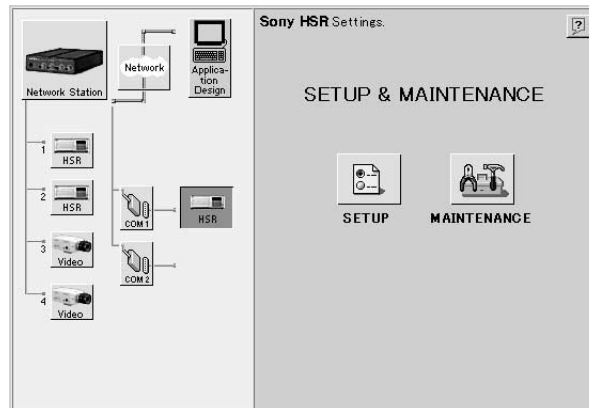 Network Station
Network
Applica-
tion
Design
1
HSR
2
HSR
3
Video
4
Video
COM 1
HSR
COM 2
Sony HSR Settings.
?
SETUP & MAINTENANCE
SETUP
MAINTENANCE